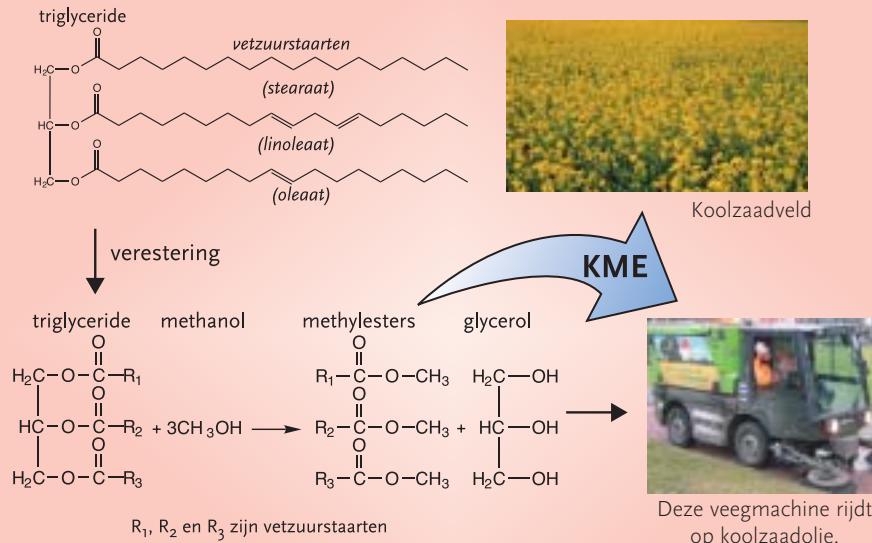 triglyceride
O
H₂C—O
vetzuurstaarten
(stearaat)
O
HC—O
(linoleaat)
O
H₂C—O
(oleaat)
Koolzaadveld
verestering
KME
triglyceride methanol methylesters glycerol
O O
H₂C—O—C—R₁ R₁—C—O—CH₃ H₂C—OH
O O
HC—O—C—R₂ + 3CH₃OH R₂—C—O—CH₃ + HC—OH
O O
H₂C—O—C—R₃ R₃—C—O—CH₃ H₂C—OH
R₁, R₂ en R₃ zijn vetzuurstaarten
Deze veegmachine rijdt
op koolzaadolie.